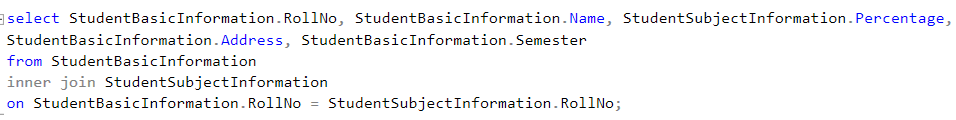 select StudentBasicInformation.RollNo, StudentBasicInformation.Name, StudentSubjectInformation.Percentage,
StudentBasicInformation.Address, StudentBasicInformation.Semester
from StudentBasicInformation
inner join StudentSubjectInformation
on StudentBasicInformation.RollNo = StudentSubjectInformation.RollNo;